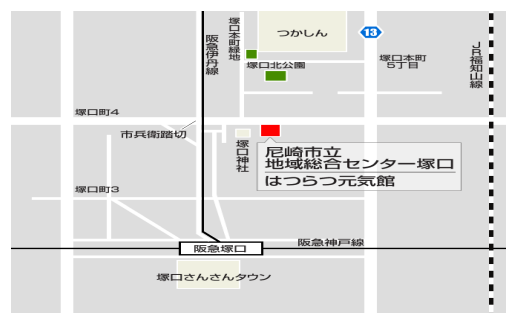 つかしん
13
塚口本町緑地
阪急伊丹線
塚口北公園
塚口本町
5丁目
JR福知山線
塚口町4
市兵衛踏切
塚口神社
尼崎市立
地域総合センター塚口
はつらつ元気館
塚口町3
阪急塚口
阪急神戸線
塚口さんさんタウン